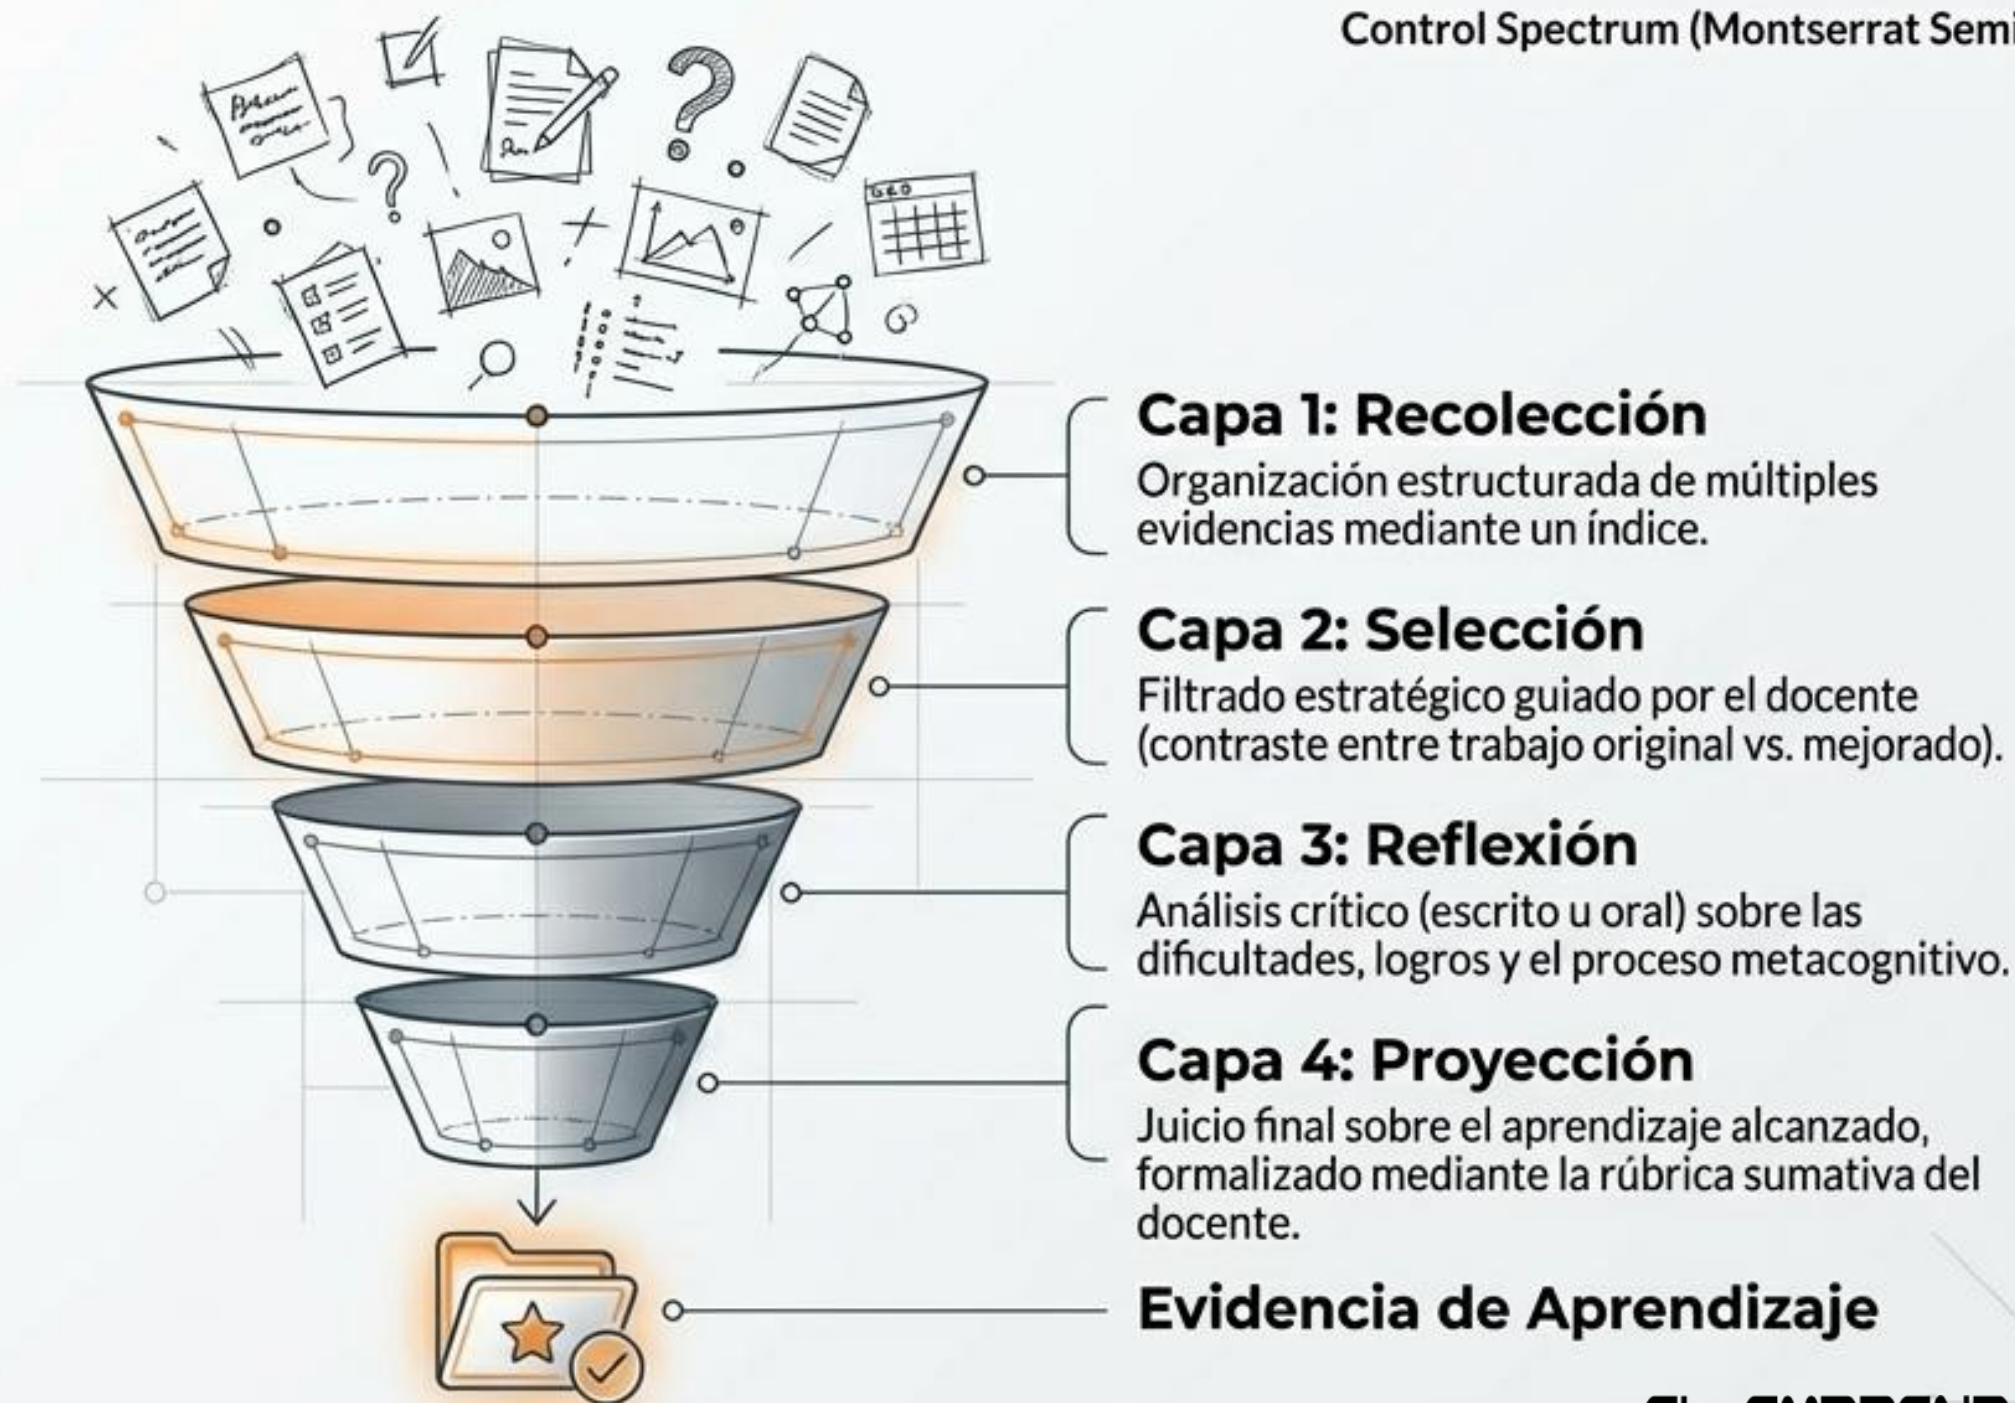 Control Spectrum (Montserrat Semi
Capa 1: Recolección
Organización estructurada de múltiples
evidencias mediante un índice.
Capa 2: Selección
Filtrado estratégico guiado por el docente
(contraste entre trabajo original vs. mejorado).
Capa 3: Reflexión
Análisis crítico (escrito u oral) sobre las
dificultades, logros y el proceso metacognitivo.
Capa 4: Proyección
Juicio final sobre el aprendizaje alcanzado,
formalizado mediante la rúbrica sumativa del
docente.
Evidencia de Aprendizaje